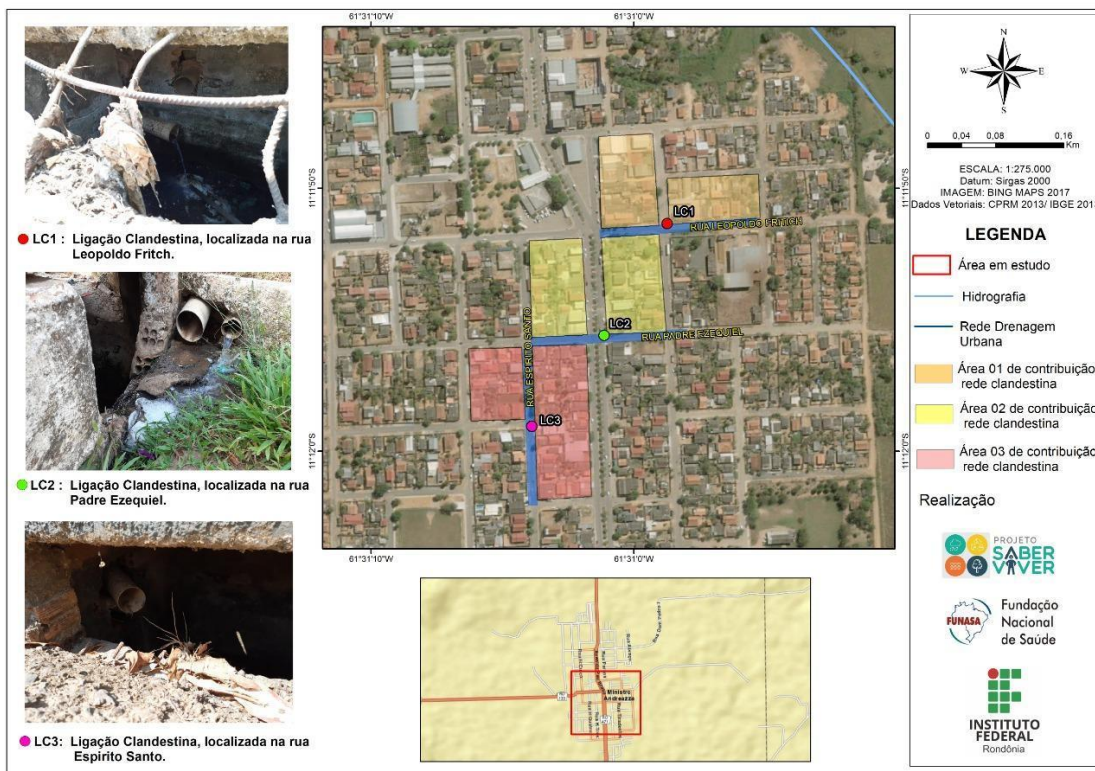 61°31'10"W
61°31'0"W
LC1 : Ligação Clandestina, localizada na rua
Leopoldo Fritch.
LC2 : Ligação Clandestina, localizada na rua
Padre Ezequiel.
LC3: Ligação Clandestina, localizada na rua
Espirito Santo.
11°11'50"S
11°12'0"S
LC1
RUA LEOPOLDO FRITCH
LC2
RUA PADRE EZEQUIEL
RUA ESPIRITO SANTO
LC3
61°31'10"W
61°31'0"W
Ministro
Andreazza
N
W
E
S
0 0,04 0,08 0,16
Km
ESCALA: 1:275.000
Datum: Sirgas 2000
IMAGEM: BING MAPS 2017
Dados Vetoriais: CPRM 2013/ IBGE 201
LEGENDA
Área em estudo
Hidrografia
Rede Drenagem
Urbana
Área 01 de contribuição
rede clandestina
Área 02 de contribuição
rede clandestina
Área 03 de contribuição
rede clandestina
Realização
PROJETO
SABER
VIVER
FUNASA
Fundação
Nacional
de Saúde
INSTITUTO
FEDERAL
Rondônia